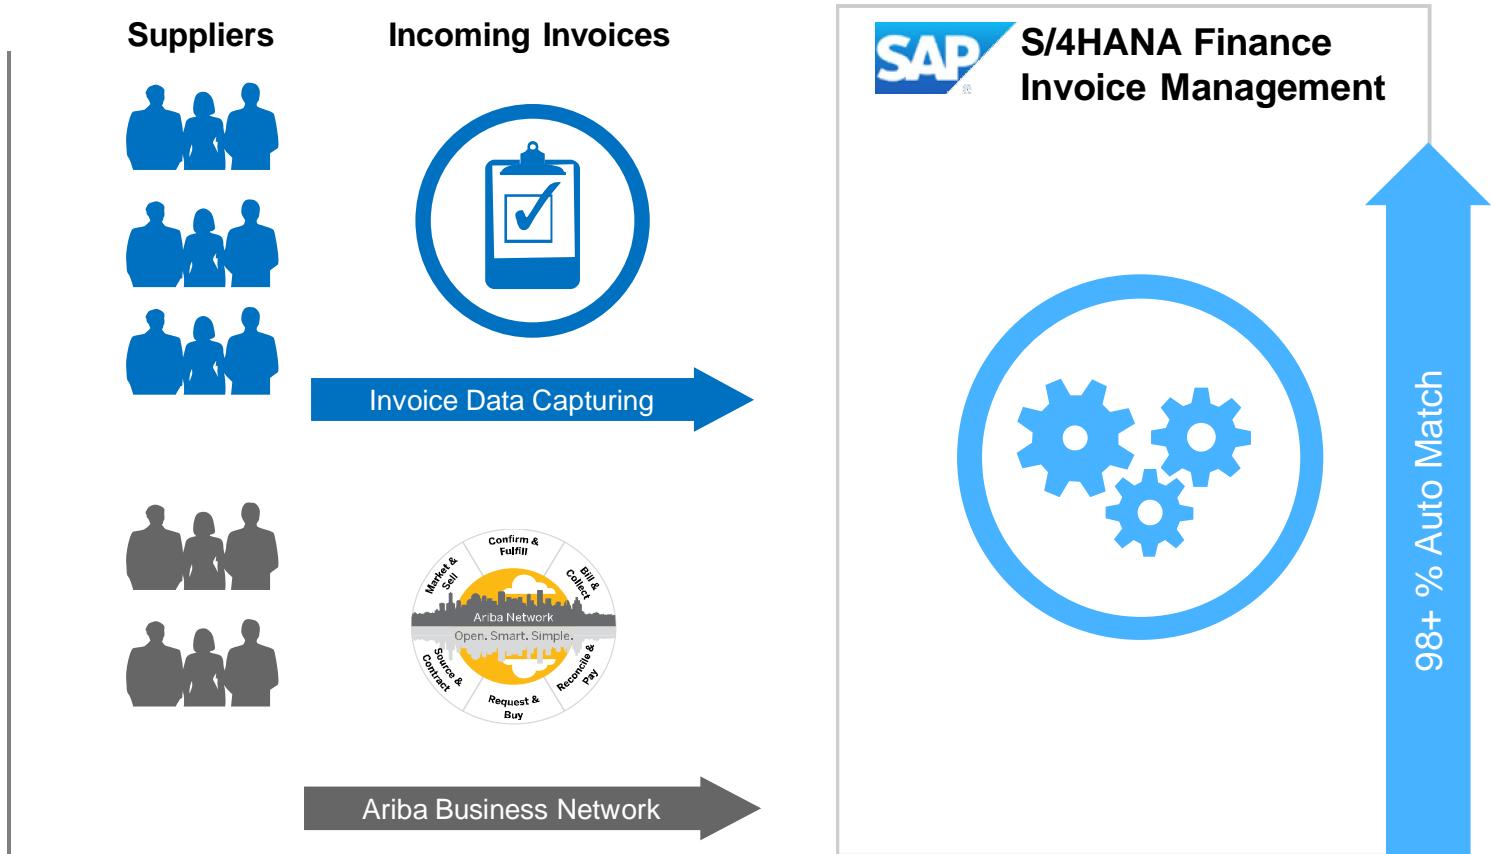 Suppliers
Incoming Invoices
SAP
®
S/4HANA Finance
Invoice Management
Invoice Data Capturing
Confirm &
Fulfill
Market &
Sell
Bill &
Collect
Ariba Network
Open. Smart. Simple.
Source &
Contract
Reconcile &
Pay
Request &
Buy
Ariba Business Network
98+ % Auto Match